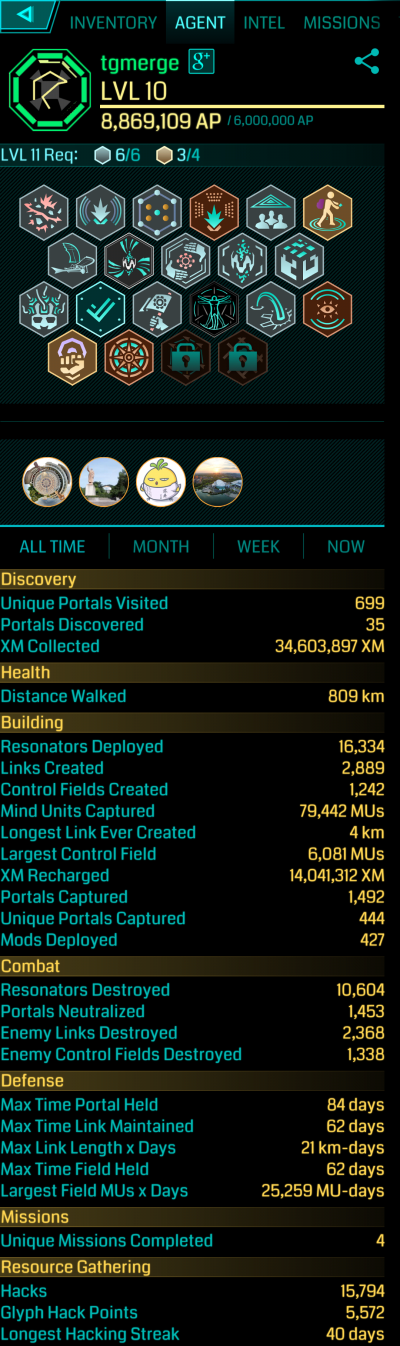 INVENTORY AGENT INTEL MISSIONS
tgmerge g+
LVL 10
8,869,109 AP / 6,000,000 AP
LVL 11 Req: 6/6 3/4
ALL TIME MONTH WEEK NOW
Discovery
Unique Portals Visited 699
Portals Discovered 35
XM Collected 34,603,897 XM
Health
Distance Walked 809 km
Building
Resonators Deployed 16,334
Links Created 2,889
Control Fields Created 1,242
Mind Units Captured 79,442 MUs
Longest Link Ever Created 4 km
Largest Control Field 6,081 MUs
XM Recharged 14,041,312 XM
Portals Captured 1,492
Unique Portals Captured 444
Mods Deployed 427
Combat
Resonators Destroyed 10,604
Portals Neutralized 1,453
Enemy Links Destroyed 2,368
Enemy Control Fields Destroyed 1,338
Defense
Max Time Portal Held 84 days
Max Time Link Maintained 62 days
Max Link Length x Days 21 km-days
Max Time Field Held 62 days
Largest Field MUs x Days 25,259 MU-days
Missions
Unique Missions Completed 4
Resource Gathering
Hacks 15,794
Glyph Hack Points 5,572
Longest Hacking Streak 40 days